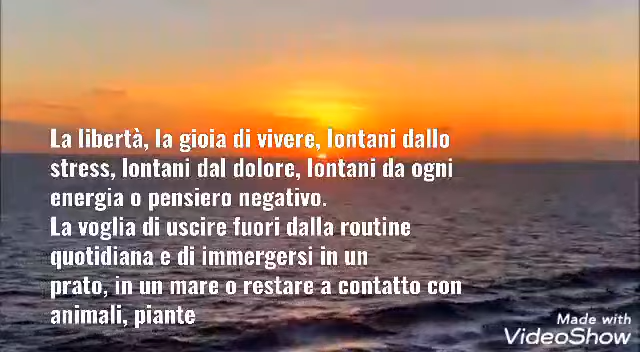 La libertà, la gioia di vivere, lontani dallo
stress, lontani dal dolore, lontani da ogni
energia o pensiero negativo.
La voglia di uscire fuori dalla routine
quotidiana e di immergersi in un
prato, in un mare o restare a contatto con
animali, piante
Made with
VideoShow